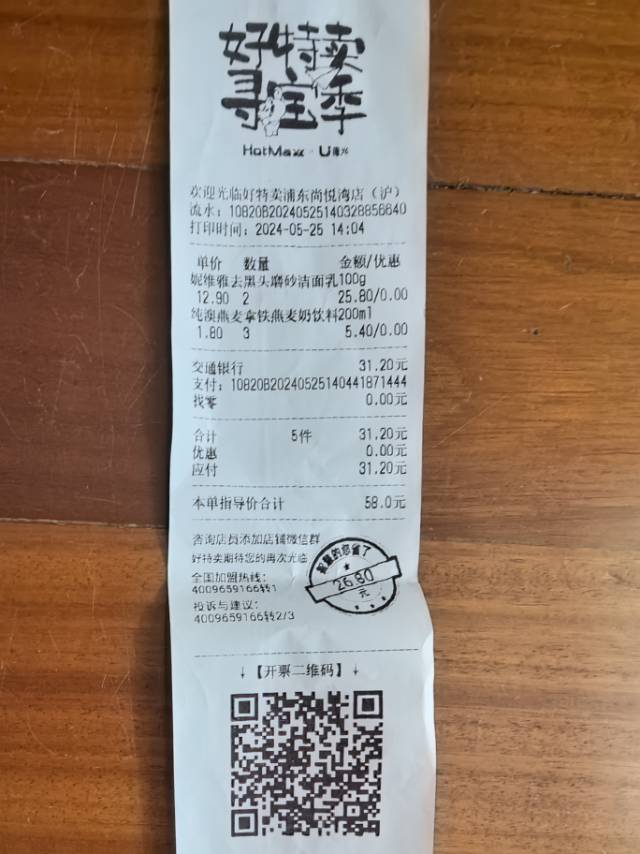 好特卖
寻宝季
HotMaxx · U
欢迎光临好特卖浦东尚悦湾店（沪）
流水：10820B20240525140328856640
打印时间：2024-05-25 14:04
单价 数量 金额/优惠
妮维雅去黑头磨砂洁面乳100g
12.90 2 25.80/0.00
纯澳燕麦拿铁燕麦奶饮料200ml
1.80 3 5.40/0.00
交通银行 31.20元
支付：10820B20240525140441871444
找零 0.00元
合计 5件 31.20元
优惠 0.00元
应付 31.20元
本单指导价合计 58.0元
咨询店员添加店铺微信群
好特卖期待您的再次光临
全国加盟热线：
4009659166转1
投诉与建议：
4009659166转2/3
的您省了
26.80
元
↓【开票二维码】↓